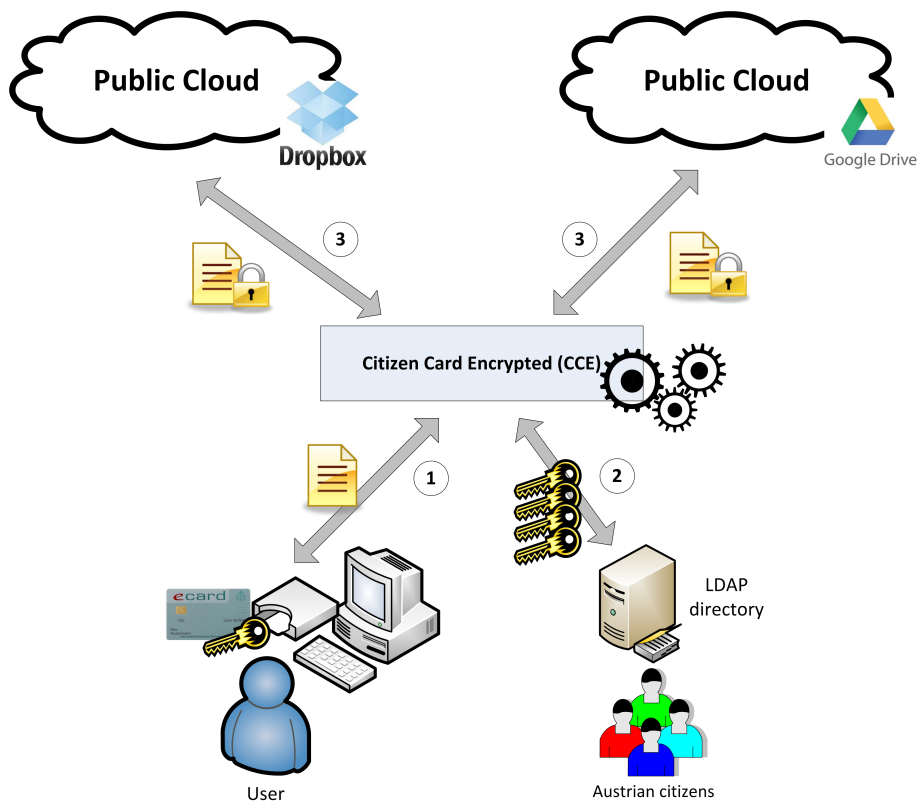 Public Cloud
Dropbox
Public Cloud
Google Drive
3
3
Citizen Card Encrypted (CCE)
1
2
ecard
LDAP
directory
User
Austrian citizens